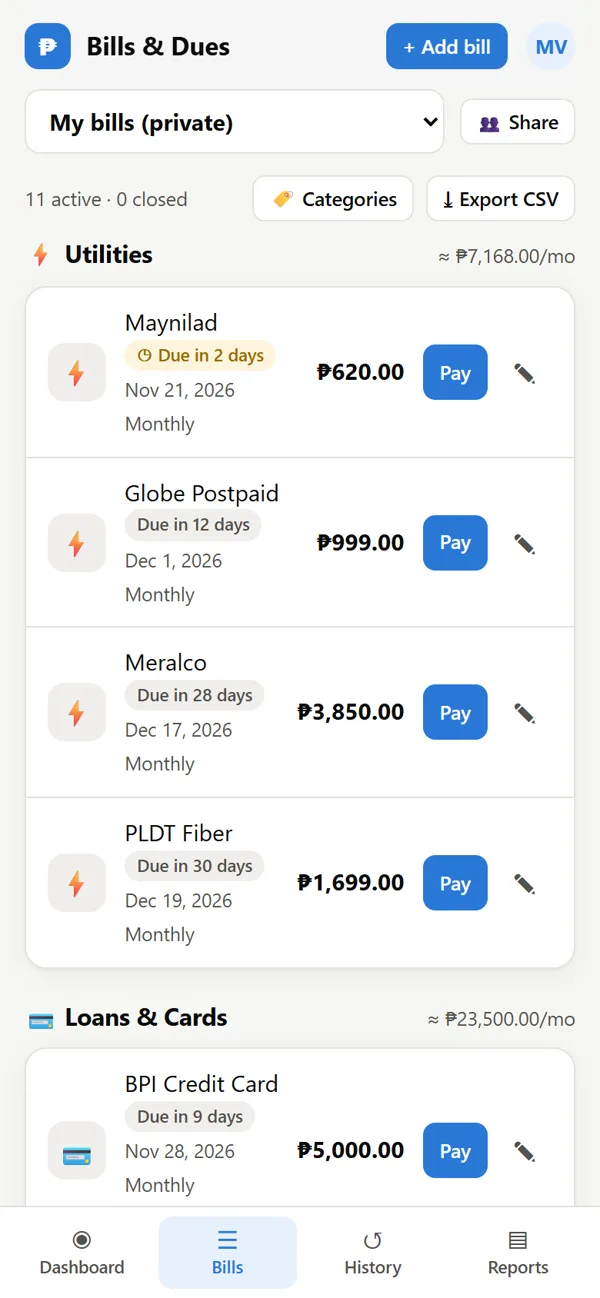 ₱ Bills & Dues + Add bill MV
My bills (private) Share
11 active · 0 closed Categories ⤓ Export CSV
Utilities ≈ ₱7,168.00/mo
Maynilad
Due in 2 days
Nov 21, 2026
Monthly
₱620.00 Pay
Globe Postpaid
Due in 12 days
Dec 1, 2026
Monthly
₱999.00 Pay
Meralco
Due in 28 days
Dec 17, 2026
Monthly
₱3,850.00 Pay
PLDT Fiber
Due in 30 days
Dec 19, 2026
Monthly
₱1,699.00 Pay
Loans & Cards ≈ ₱23,500.00/mo
BPI Credit Card
Due in 9 days
Nov 28, 2026
Monthly
₱5,000.00 Pay
Dashboard Bills History Reports